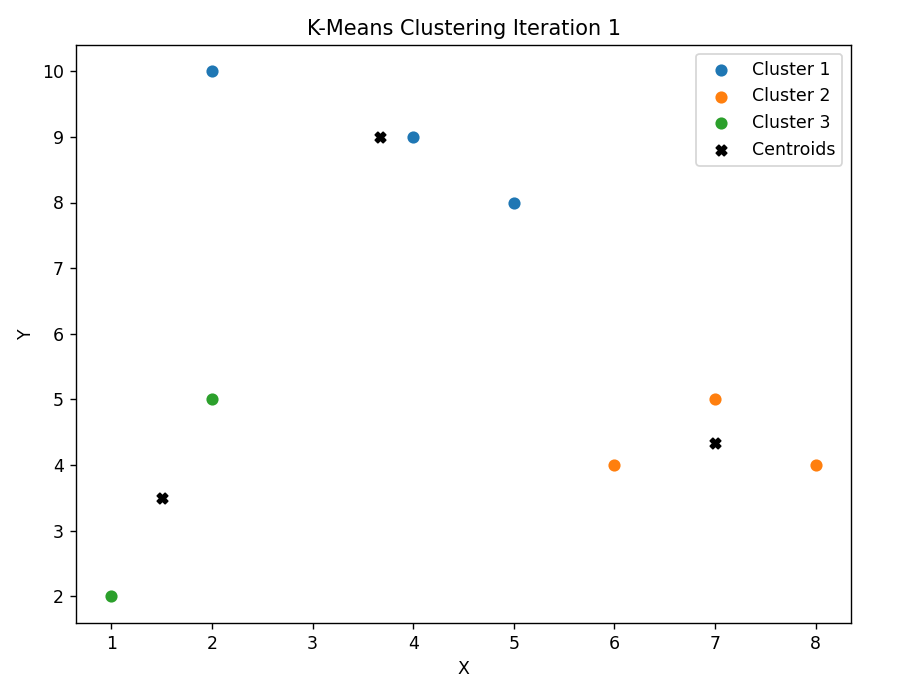 K-Means Clustering Iteration 1
Cluster 1
Cluster 2
Cluster 3
Centroids
10
9
8
7
6
5
4
3
2
Y
1 2 3 4 5 6 7 8
X